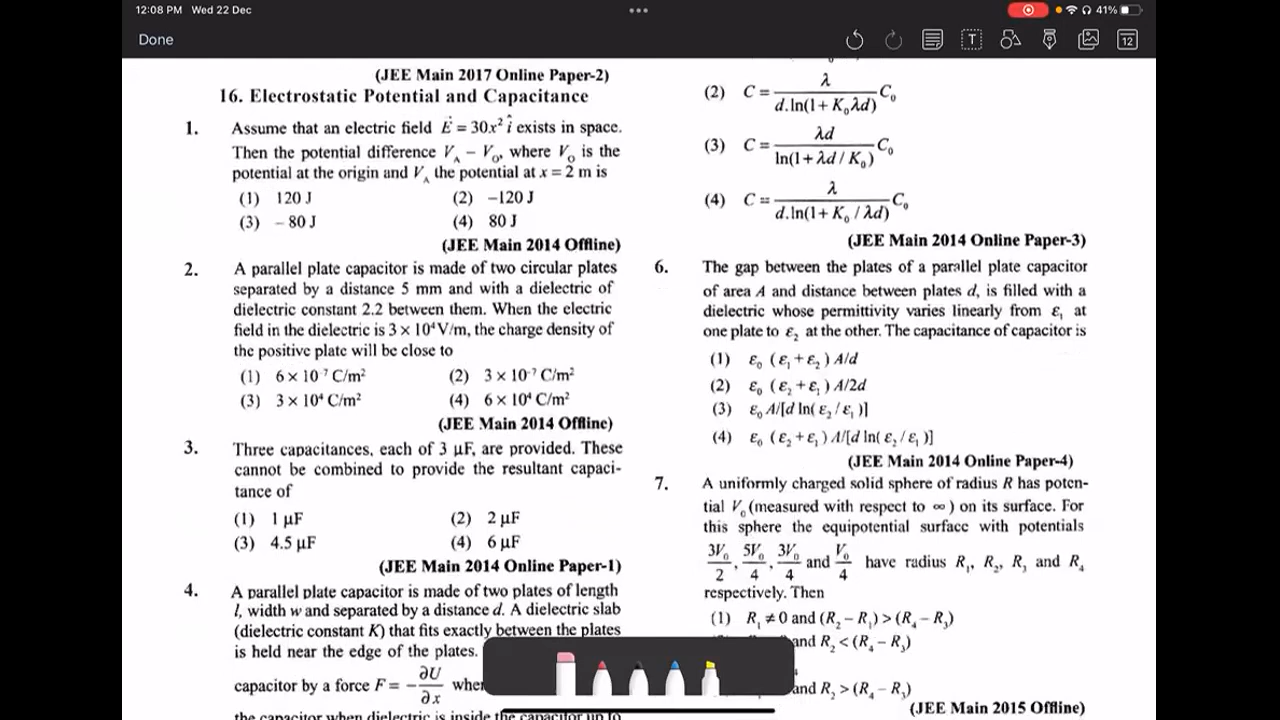 12:08 PM Wed 22 Dec
41%
Done
T
12
(JEE Main 2017 Online Paper-2)
16. Electrostatic Potential and Capacitance
1. Assume that an electric field E⃗ = 30x² î exists in space.
Then the potential difference V_A – V_O, where V_O is the
potential at the origin and V_A the potential at x = 2 m is
(1) 120 J (2) –120 J
(3) – 80 J (4) 80 J
(JEE Main 2014 Offline)
2. A parallel plate capacitor is made of two circular plates
separated by a distance 5 mm and with a dielectric of
dielectric constant 2.2 between them. When the electric
field in the dielectric is 3 × 10⁴ V/m, the charge density of
the positive plate will be close to
(1) 6 × 10⁻⁷ C/m² (2) 3 × 10⁻⁷ C/m²
(3) 3 × 10⁴ C/m² (4) 6 × 10⁴ C/m²
(JEE Main 2014 Offline)
3. Three capacitances, each of 3 μF, are provided. These
cannot be combined to provide the resultant capaci-
tance of
(1) 1 μF (2) 2 μF
(3) 4.5 μF (4) 6 μF
(JEE Main 2014 Online Paper-1)
4. A parallel plate capacitor is made of two plates of length
l, width w and separated by a distance d. A dielectric slab
(dielectric constant K) that fits exactly between the plates
is held near the edge of the plates.
capacitor by a force F = –∂U/∂x
the capacitor when dielectric is inside the capacitor up to
(2) C = λ / d.ln(1 + K₀λd) C₀
(3) C = λd / ln(1 + λd / K₀) C₀
(4) C = λ / d.ln(1 + K₀ / λd) C₀
(JEE Main 2014 Online Paper-3)
6. The gap between the plates of a parallel plate capacitor
of area A and distance between plates d, is filled with a
dielectric whose permittivity varies linearly from ε₁ at
one plate to ε₂ at the other. The capacitance of capacitor is
(1) ε₀ (ε₁ + ε₂) A/d
(2) ε₀ (ε₂ + ε₁) A/2d
(3) ε₀ A/[d ln(ε₂ / ε₁)]
(4) ε₀ (ε₂ + ε₁) A/[d ln(ε₂ / ε₁)]
(JEE Main 2014 Online Paper-4)
7. A uniformly charged solid sphere of radius R has poten-
tial V₀ (measured with respect to ∞) on its surface. For
this sphere the equipotential surface with potentials
3V₀/2, 5V₀/4, 3V₀/4 and V₀/4 have radius R₁, R₂, R₃ and R₄
respectively. Then
(1) R₁ ≠ 0 and (R₂ – R₁) > (R₄ – R₃)
and R₂ < (R₄ – R₃)
and R₂ > (R₄ – R₃)
(JEE Main 2015 Offline)